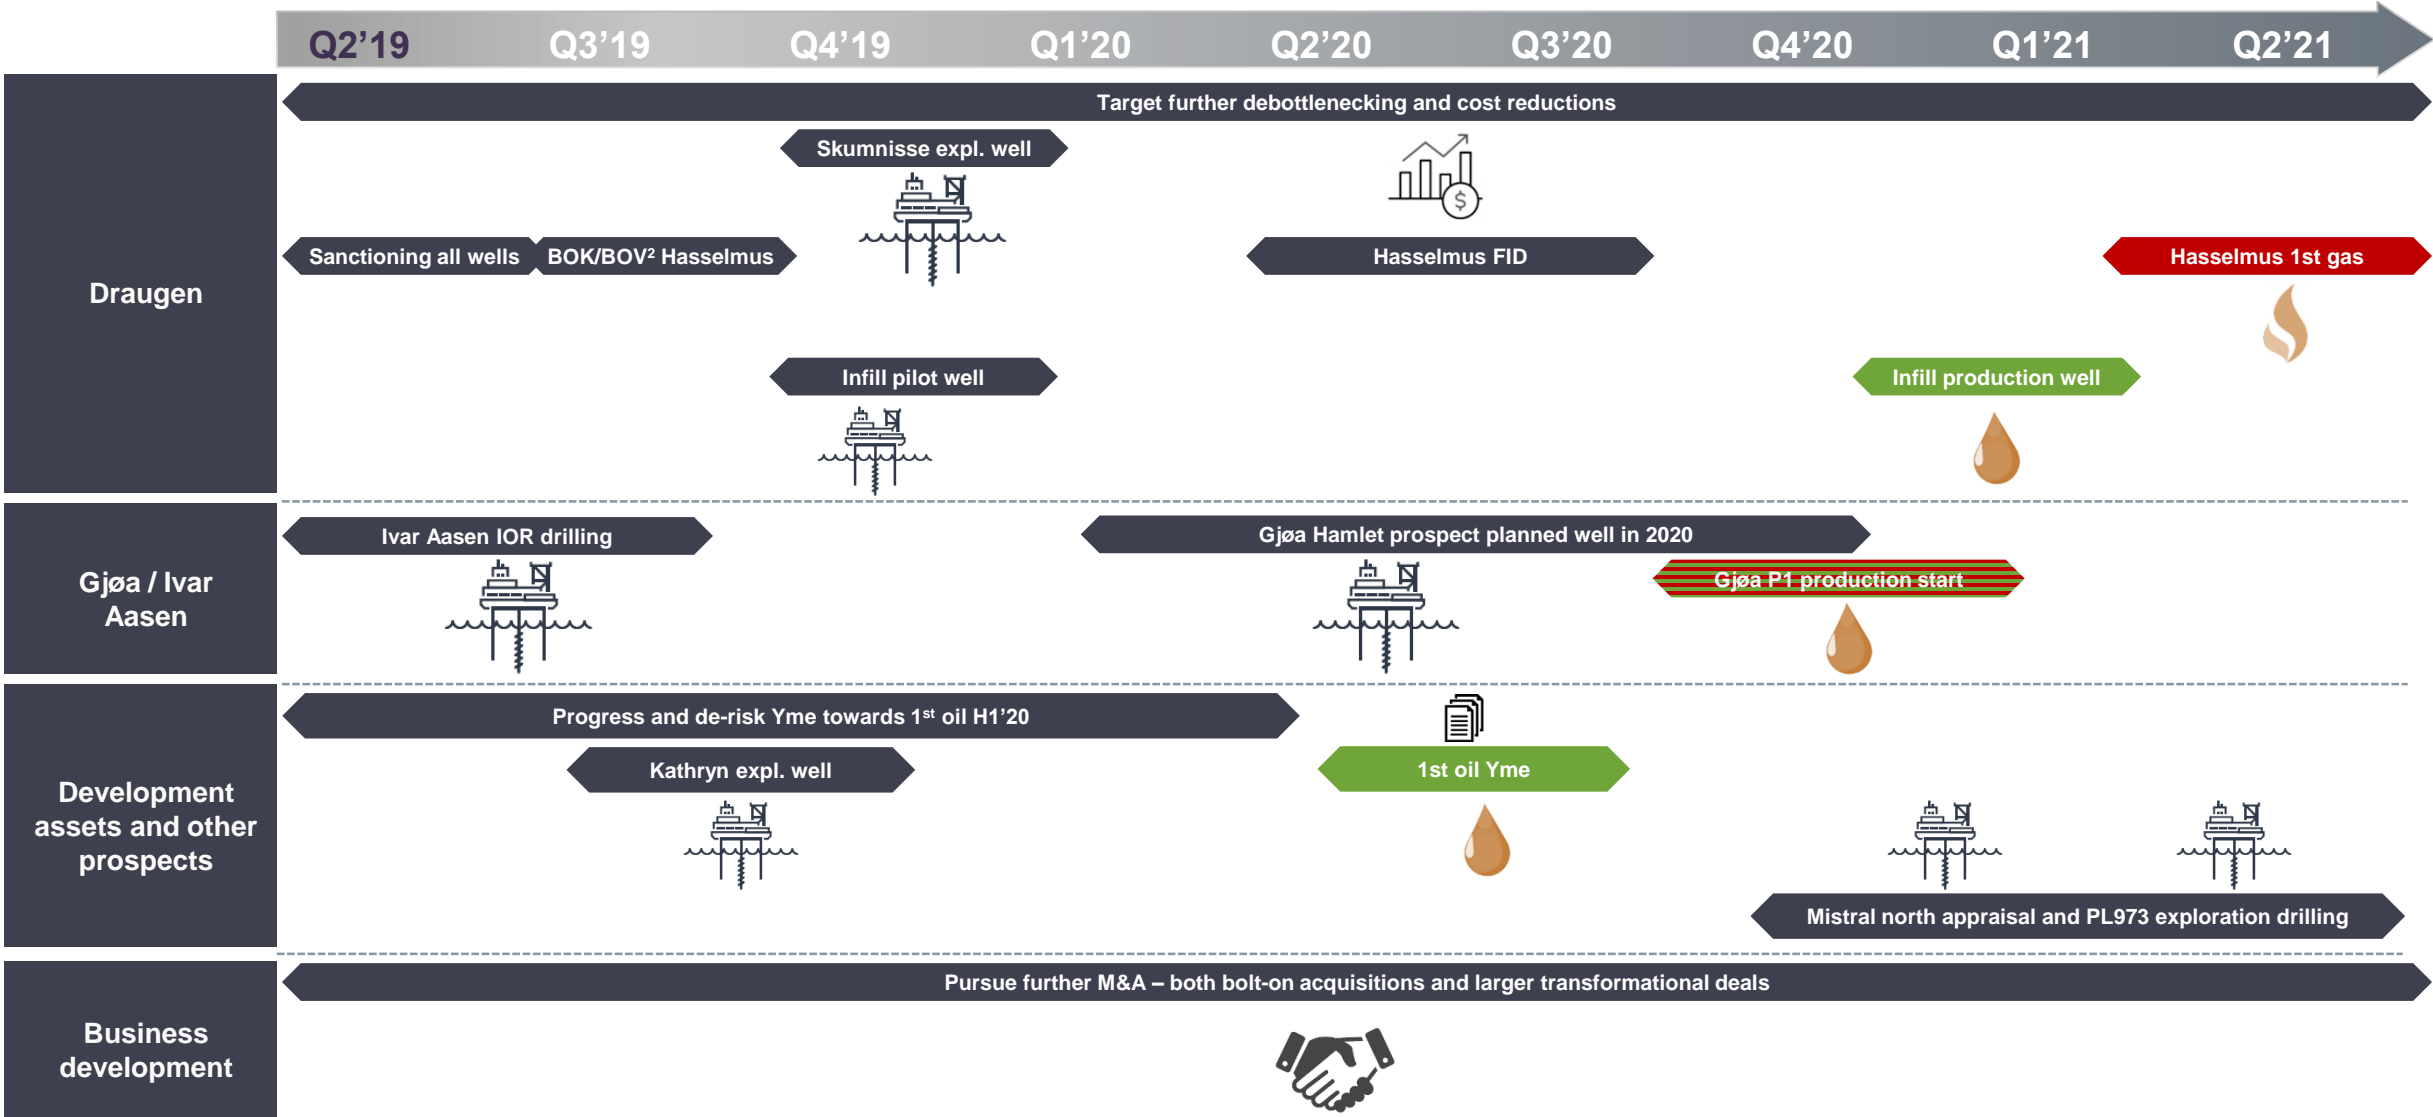 Q2’19 Q3’19 Q4’19 Q1’20 Q2’20 Q3’20 Q4’20 Q1’21 Q2’21
Draugen
Target further debottlenecking and cost reductions
Skumnisse expl. well
$
Sanctioning all wells
BOK/BOV² Hasselmus
Hasselmus FID
Hasselmus 1st gas
Infill pilot well
Infill production well
Gjøa / Ivar
Aasen
Ivar Aasen IOR drilling
Gjøa Hamlet prospect planned well in 2020
Gjøa P1 production start
Development
assets and other
prospects
Progress and de-risk Yme towards 1st oil H1’20
Kathryn expl. well
1st oil Yme
Mistral north appraisal and PL973 exploration drilling
Business
development
Pursue further M&A – both bolt-on acquisitions and larger transformational deals